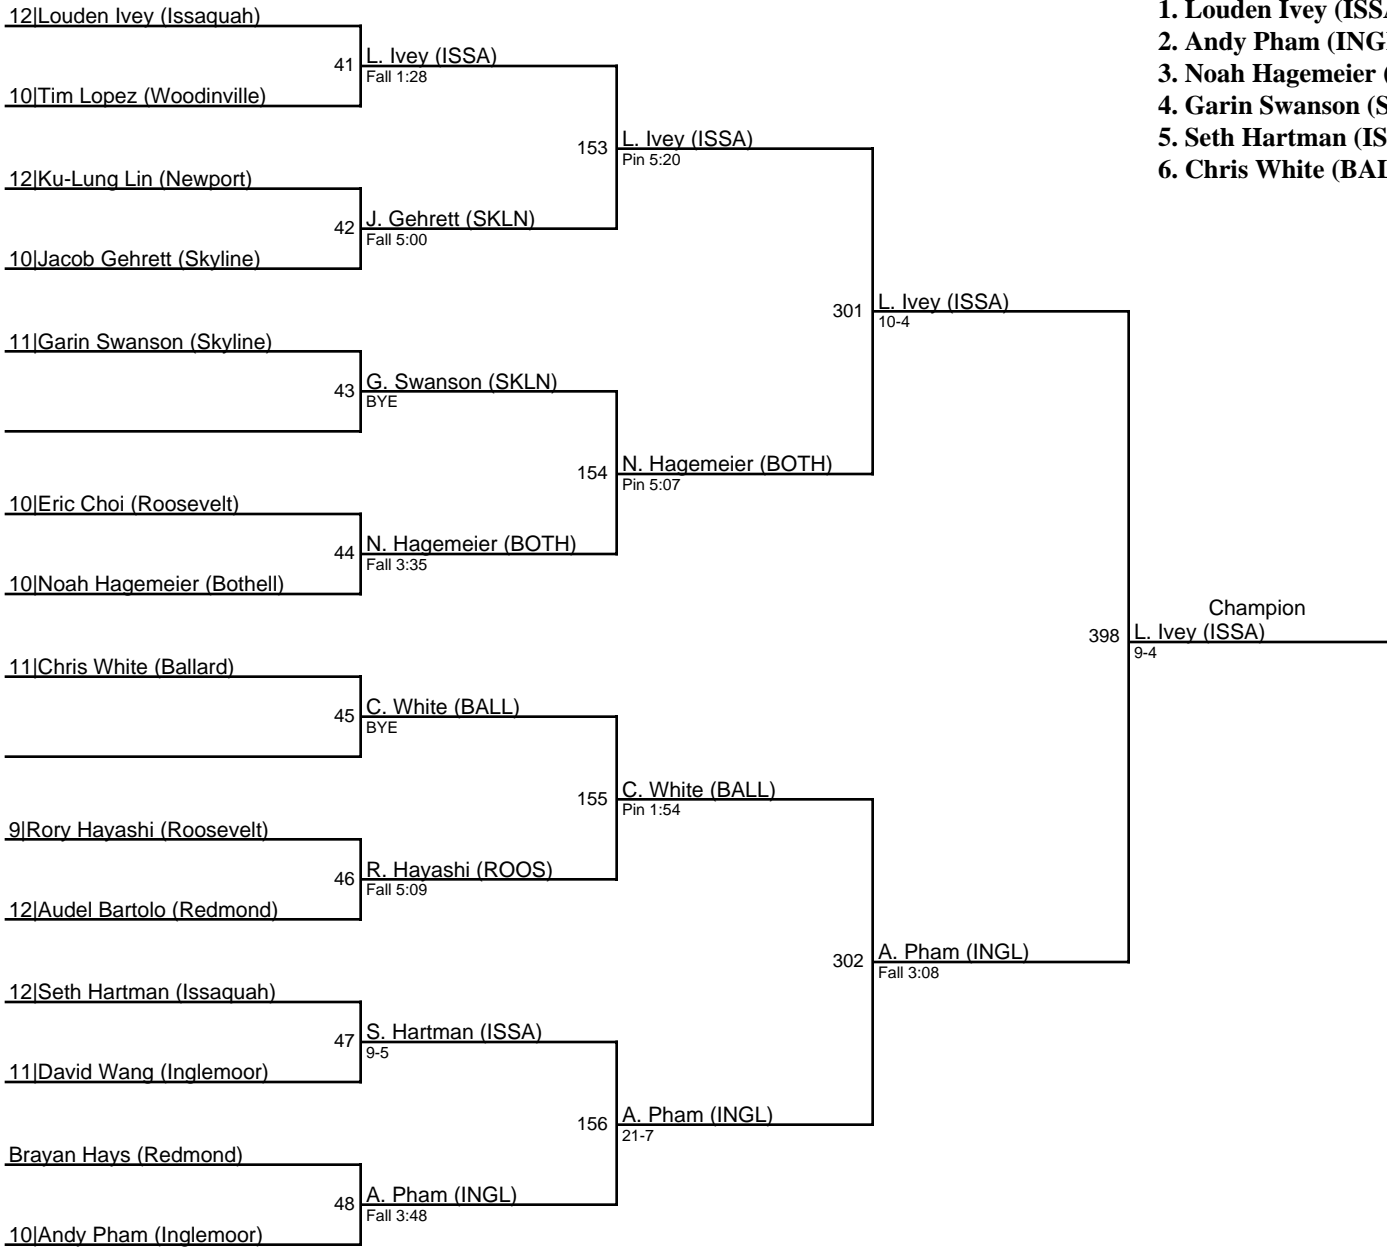 12|Louden Ivey (Issaquah)
10|Tim Lopez (Woodinville)
12|Ku-Lung Lin (Newport)
10|Jacob Gehrett (Skyline)
11|Garin Swanson (Skyline)
10|Eric Choi (Roosevelt)
10|Noah Hagemeier (Bothell)
11|Chris White (Ballard)
9|Rory Hayashi (Roosevelt)
12|Audel Bartolo (Redmond)
12|Seth Hartman (Issaquah)
11|David Wang (Inglemoor)
Brayan Hays (Redmond)
10|Andy Pham (Inglemoor)
41 L. Ivey (ISSA)
Fall 1:28
42 J. Gehrett (SKLN)
Fall 5:00
43 G. Swanson (SKLN)
BYE
44 N. Hagemeier (BOTH)
Fall 3:35
45 C. White (BALL)
BYE
46 R. Hayashi (ROOS)
Fall 5:09
47 S. Hartman (ISSA)
9-5
48 A. Pham (INGL)
Fall 3:48
153 L. Ivey (ISSA)
Pin 5:20
154 N. Hagemeier (BOTH)
Pin 5:07
155 C. White (BALL)
Pin 1:54
156 A. Pham (INGL)
21-7
301 L. Ivey (ISSA)
10-4
302 A. Pham (INGL)
Fall 3:08
Champion
398 L. Ivey (ISSA)
9-4
1. Louden Ivey (ISS
2. Andy Pham (ING
3. Noah Hagemeier (
4. Garin Swanson (S
5. Seth Hartman (IS
6. Chris White (BAL